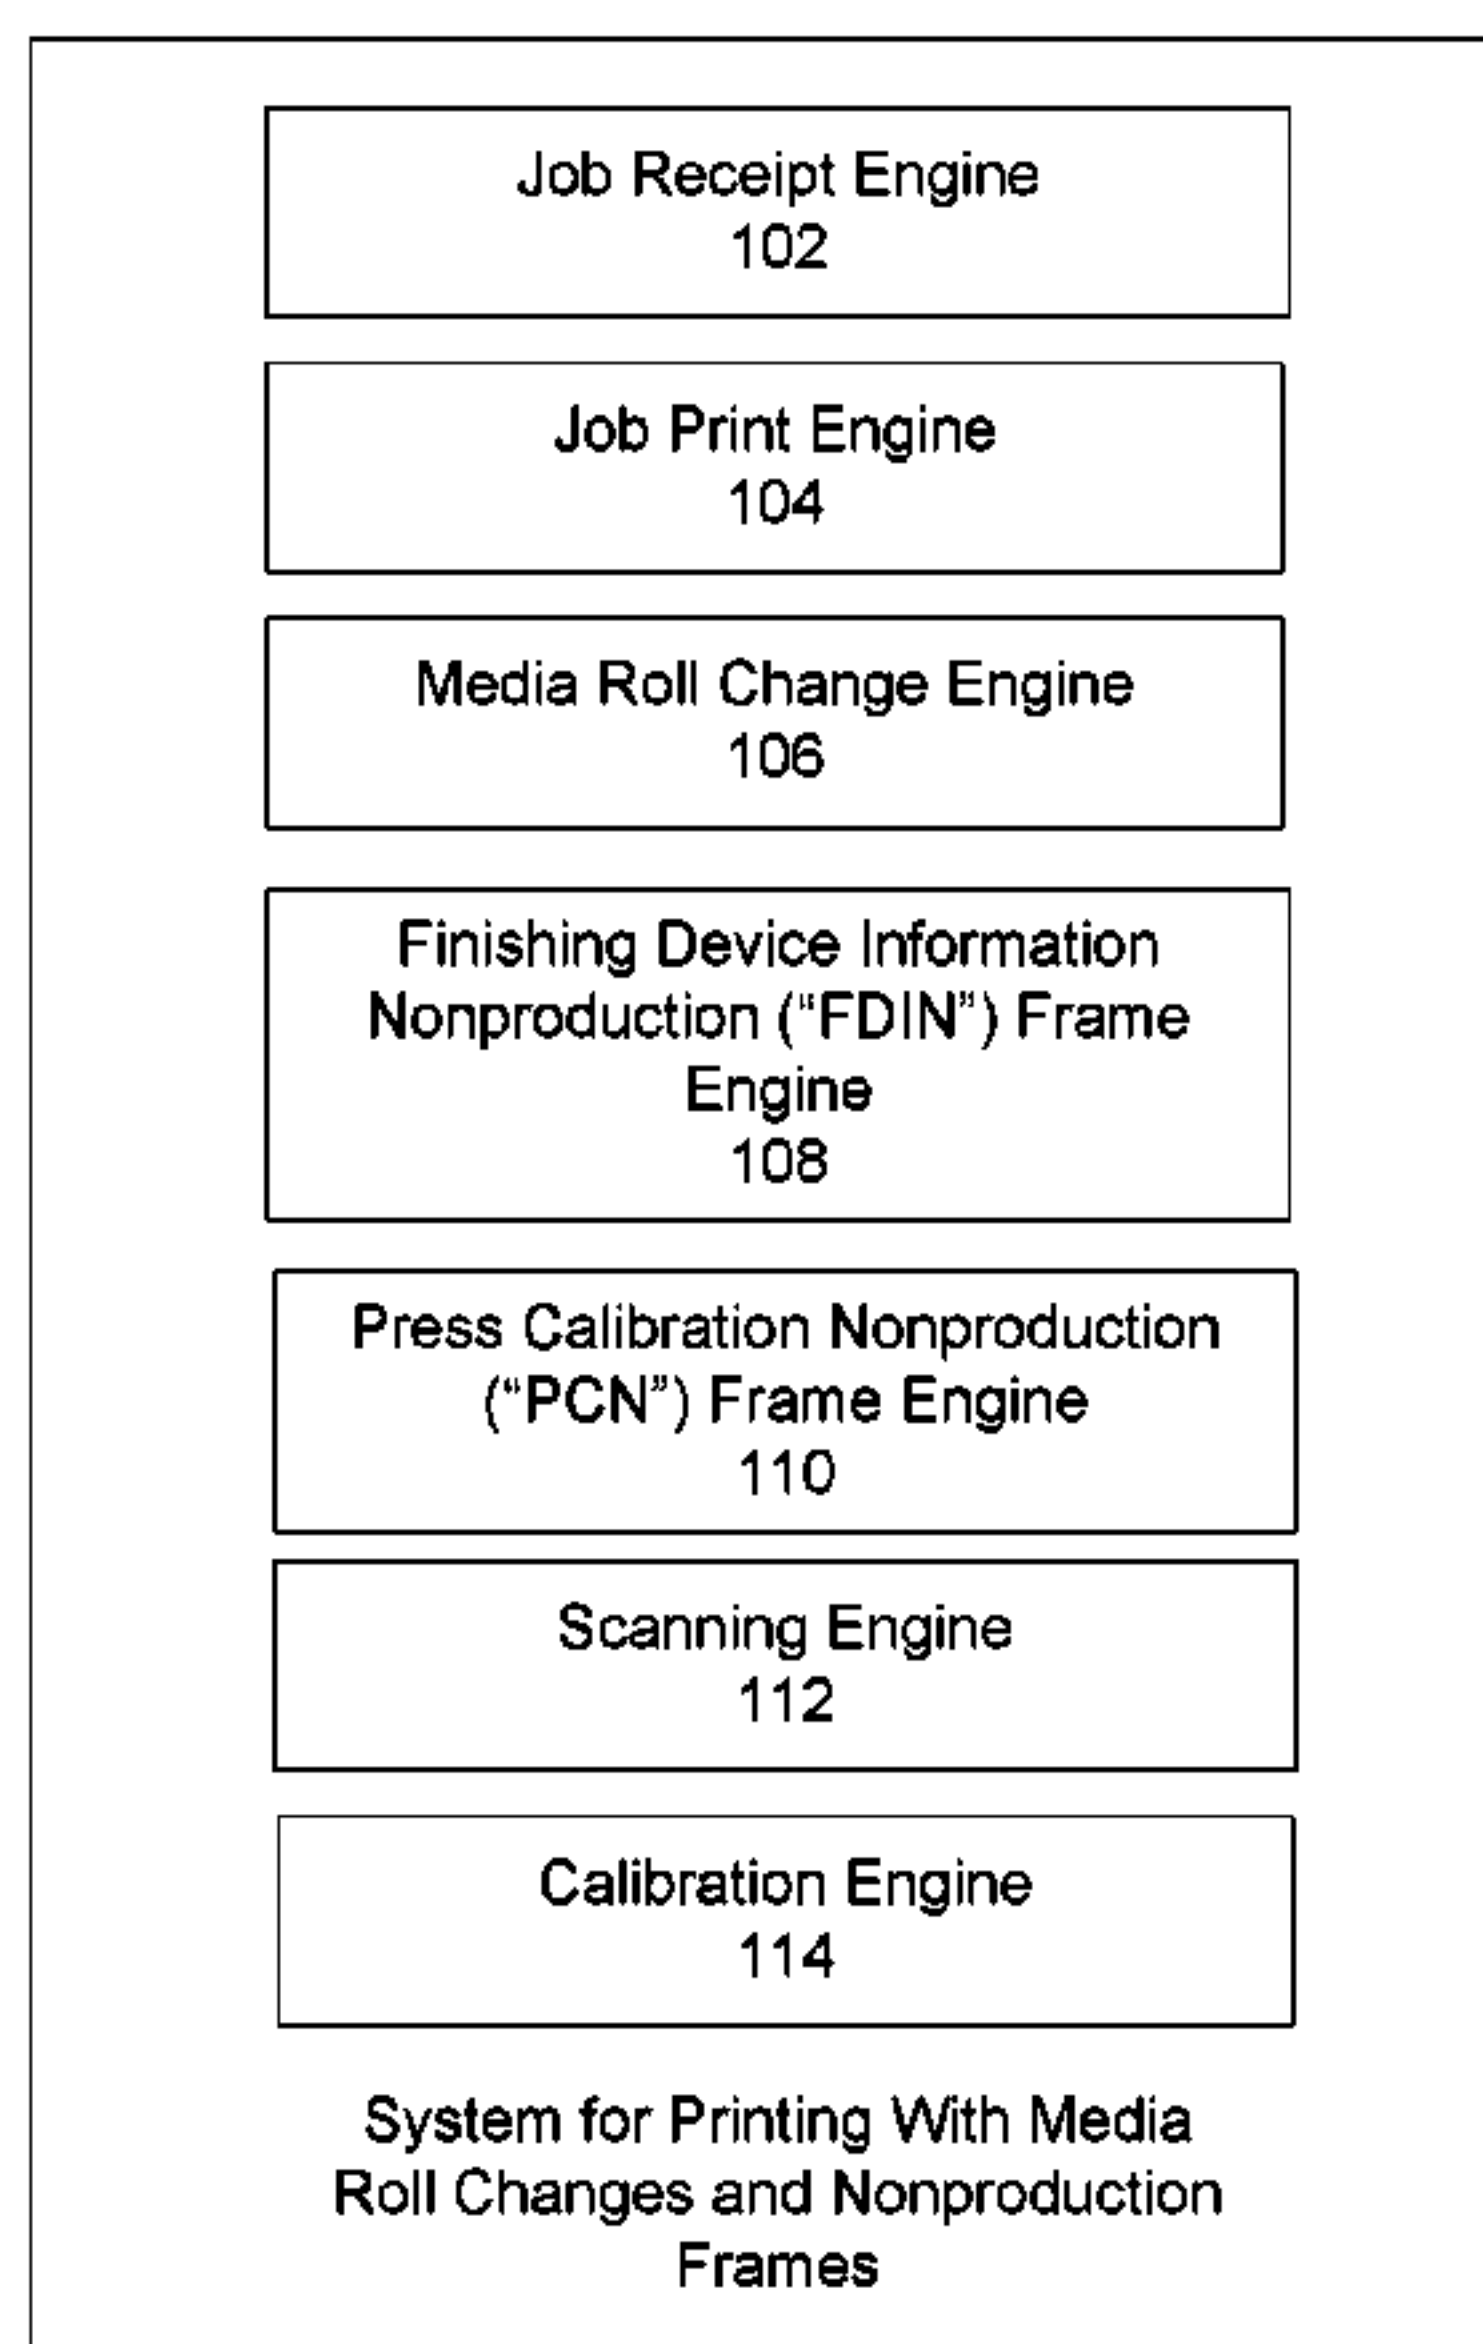 Job Receipt Engine
102
Job Print Engine
104
Media Roll Change Engine
106
Finishing Device Information
Nonproduction (“FDIN”) Frame
Engine
108
Press Calibration Nonproduction
(“PCN”) Frame Engine
110
Scanning Engine
112
Calibration Engine
114
System for Printing With Media
Roll Changes and Nonproduction
Frames